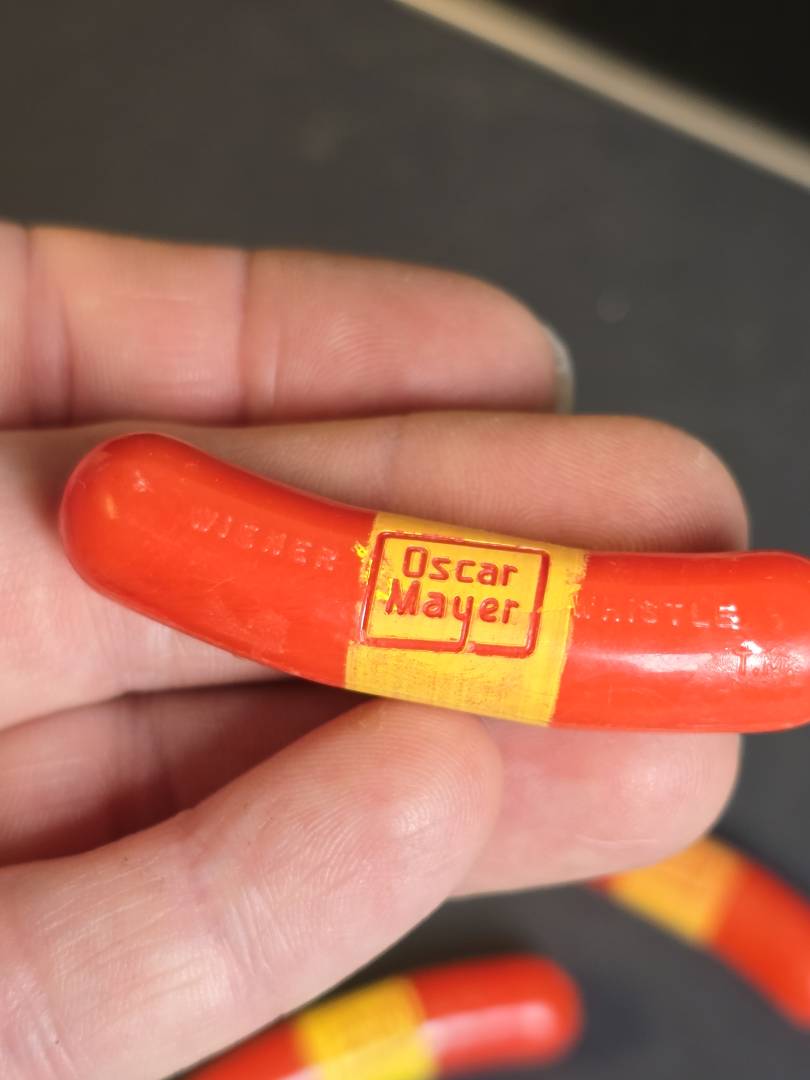 WIENER
Oscar
Mayer
WHISTLE
T.M.